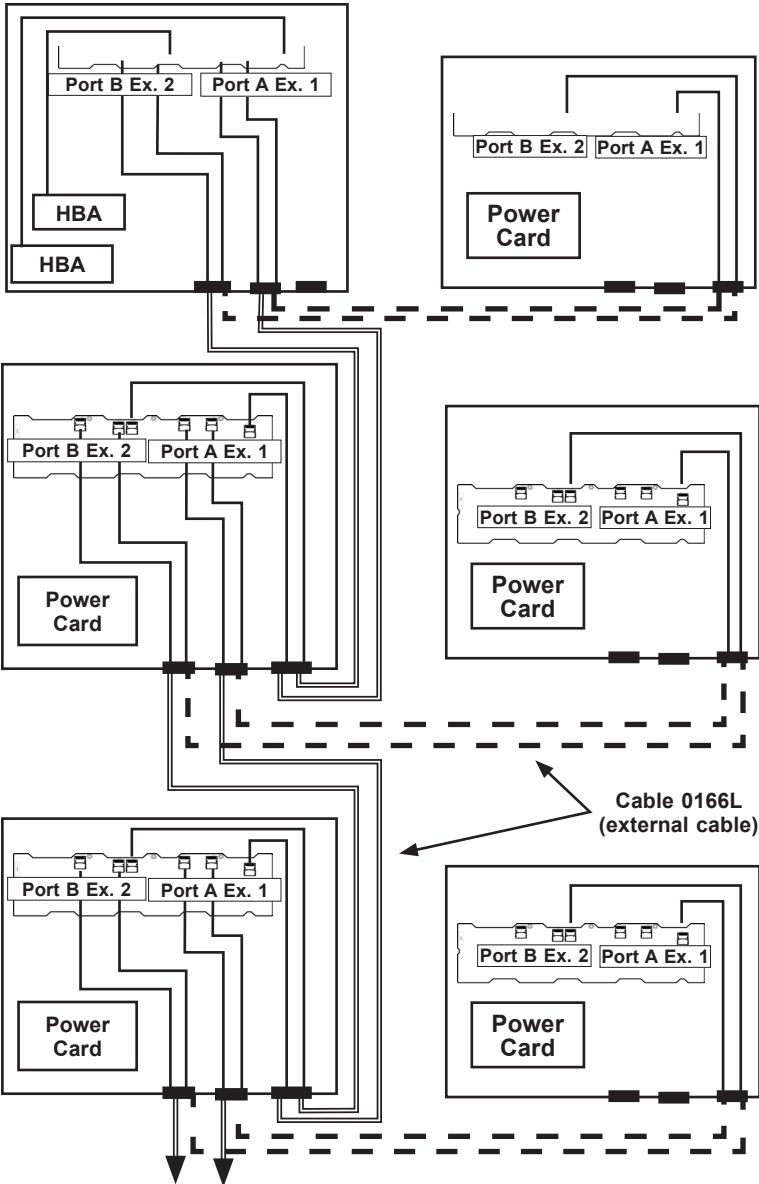 Port B Ex. 2
Port A Ex. 1
HBA
HBA
Port B Ex. 2
Port A Ex. 1
Power
Card
Port B Ex. 2
Port A Ex. 1
Power
Card
Port B Ex. 2
Port A Ex. 1
Power
Card
Cable 0166L
(external cable)
Port B Ex. 2
Port A Ex. 1
Power
Card
Port B Ex. 2
Port A Ex. 1
Power
Card